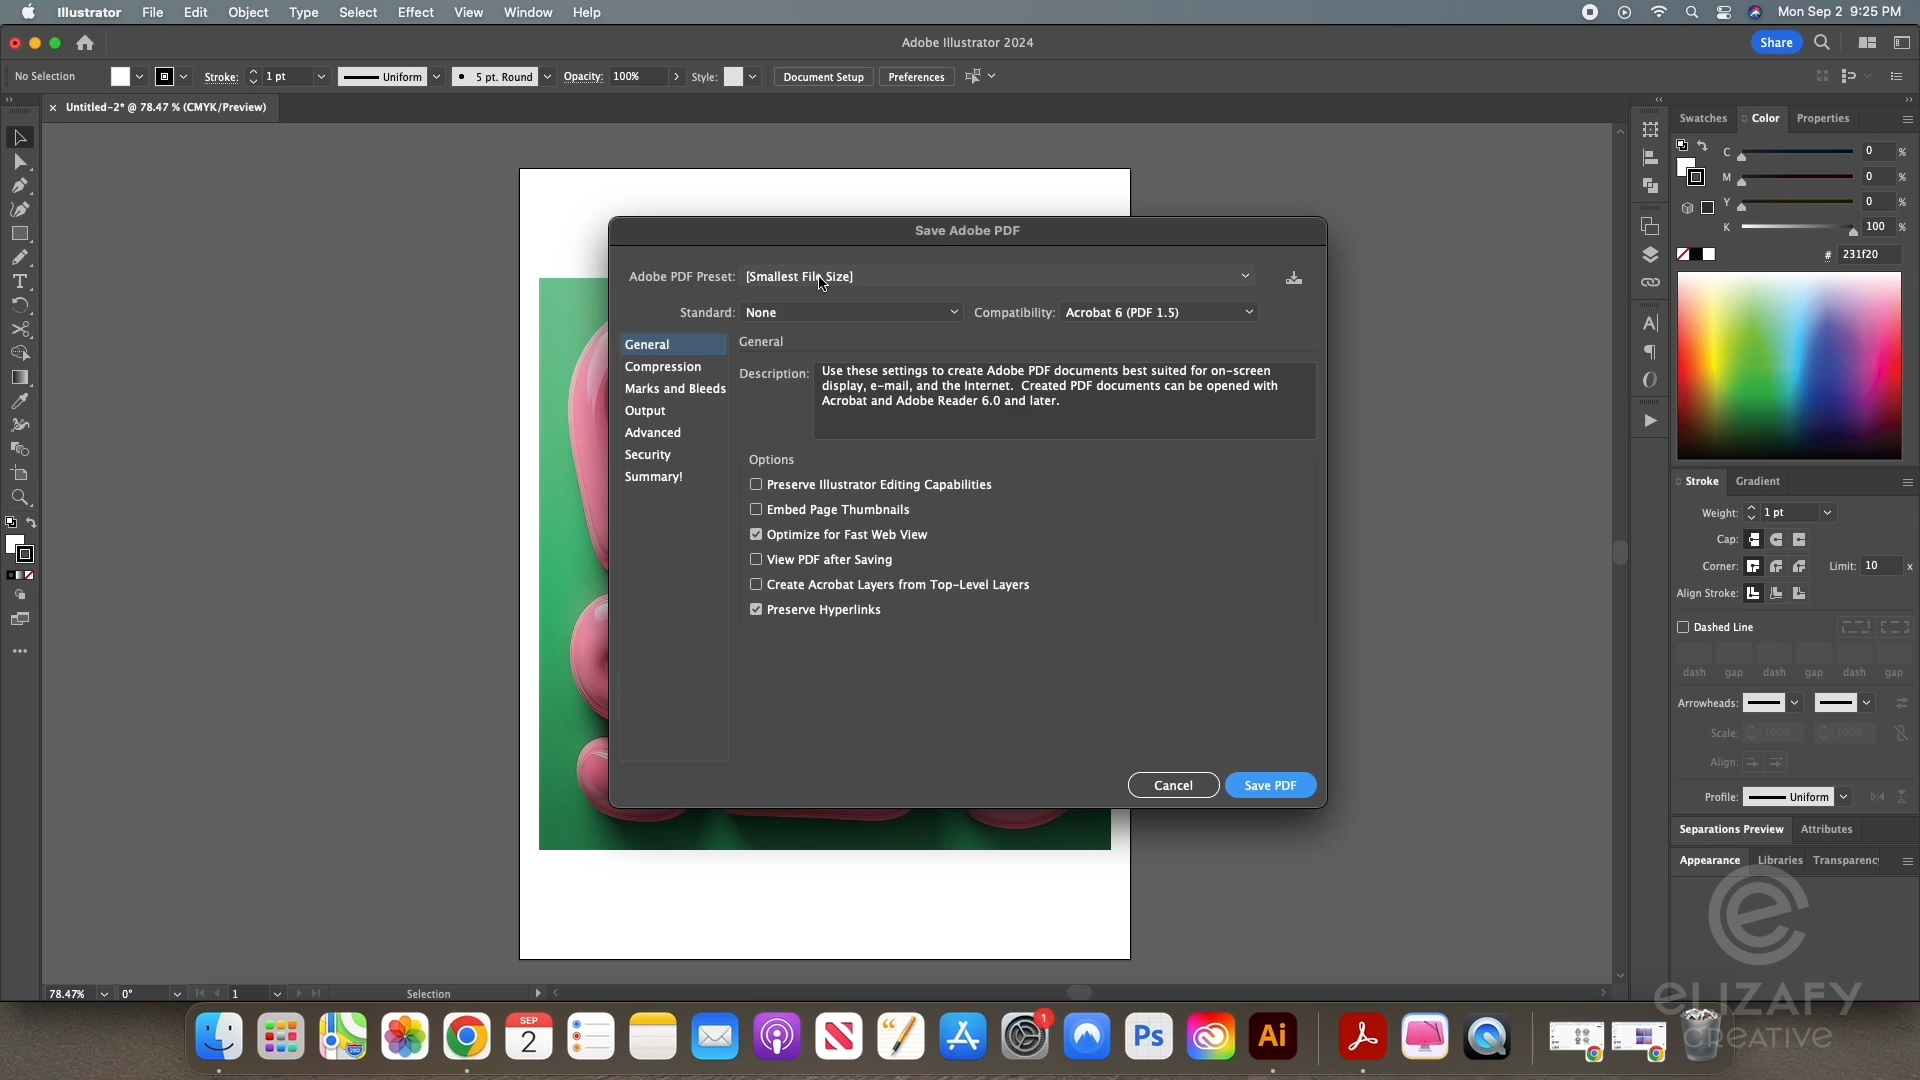 Illustrator File Edit Object Type Select Effect View Window Help
Mon Sep 2 9:25 PM
Adobe Illustrator 2024
Share
No Selection
Stroke: 1 pt
Uniform
5 pt. Round
Opacity: 100%
Style:
Document Setup
Preferences
× Untitled-2* @ 78.47 % (CMYK/Preview)
Swatches Color Properties
C 0 %
M 0 %
Y 0 %
K 100 %
# 231f20
Save Adobe PDF
Adobe PDF Preset: [Smallest File Size]
Standard: None
Compatibility: Acrobat 6 (PDF 1.5)
General
Compression
Marks and Bleeds
Output
Advanced
Security
Summary!
General
Description: Use these settings to create Adobe PDF documents best suited for on-screen
display, e-mail, and the Internet. Created PDF documents can be opened with
Acrobat and Adobe Reader 6.0 and later.
Options
Preserve Illustrator Editing Capabilities
Embed Page Thumbnails
Optimize for Fast Web View
View PDF after Saving
Create Acrobat Layers from Top-Level Layers
Preserve Hyperlinks
Cancel
Save PDF
Stroke Gradient
Weight: 1 pt
Cap:
Corner: Limit: 10 x
Align Stroke:
Dashed Line
dash gap dash gap dash gap
Arrowheads:
Scale: 100% 100%
Align:
Profile: Uniform
Separations Preview Attributes
Appearance Libraries Transparency
78.47% 0° 1 Selection
SEP
2
1
280
Ps
Ai
ELIZAFY
CREATIVE